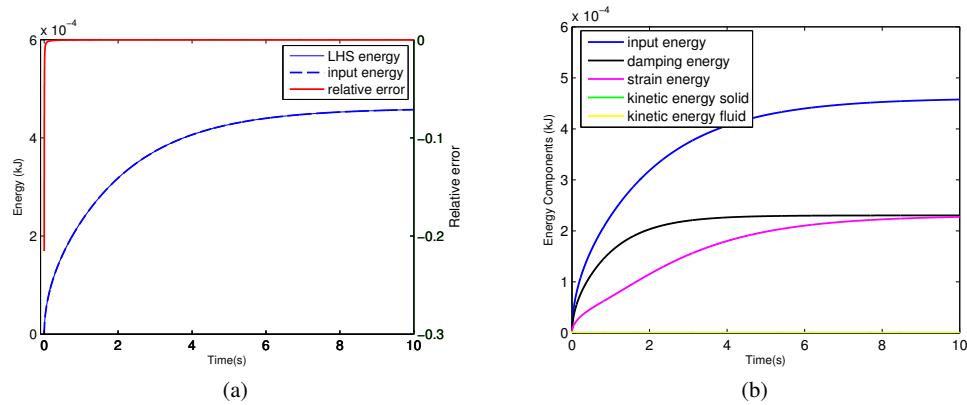 x 10⁻⁴
6
4
2
0
Energy (kJ)
LHS energy
input energy
relative error
0
−0.1
−0.2
−0.3
Relative error
0 2 4 6 8 10
Time(s)
(a)
x 10⁻⁴
6
5
4
3
2
1
0
Energy Components (kJ)
input energy
damping energy
strain energy
kinetic energy solid
kinetic energy fluid
0 2 4 6 8 10
Time(s)
(b)